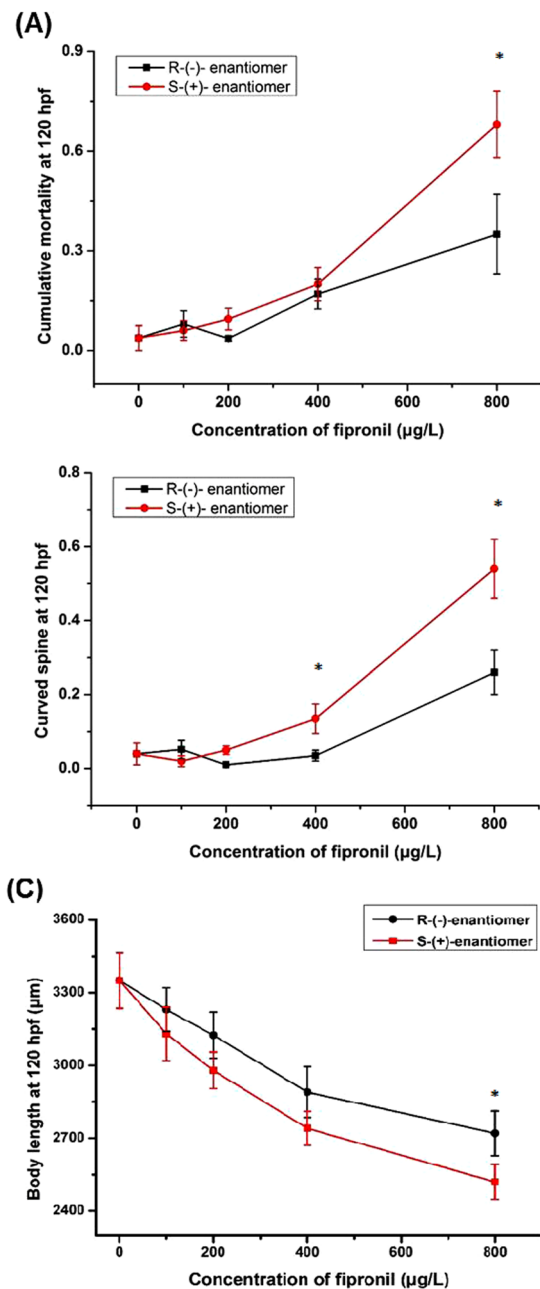 (A)
Cumulative mortality at 120 hpf
0.9
0.6
0.3
0.0
R-(-)- enantiomer
S-(+)- enantiomer
*
0 200 400 600 800
Concentration of fipronil (µg/L)
Curved spine at 120 hpf
0.8
0.6
0.4
0.2
0.0
R-(-)- enantiomer
S-(+)- enantiomer
*
*
0 200 400 600 800
Concentration of fipronil (µg/L)
(C)
Body length at 120 hpf (µm)
3600
3300
3000
2700
2400
R-(-)-enantiomer
S-(+)-enantiomer
*
0 200 400 600 800
Concentration of fipronil (µg/L)